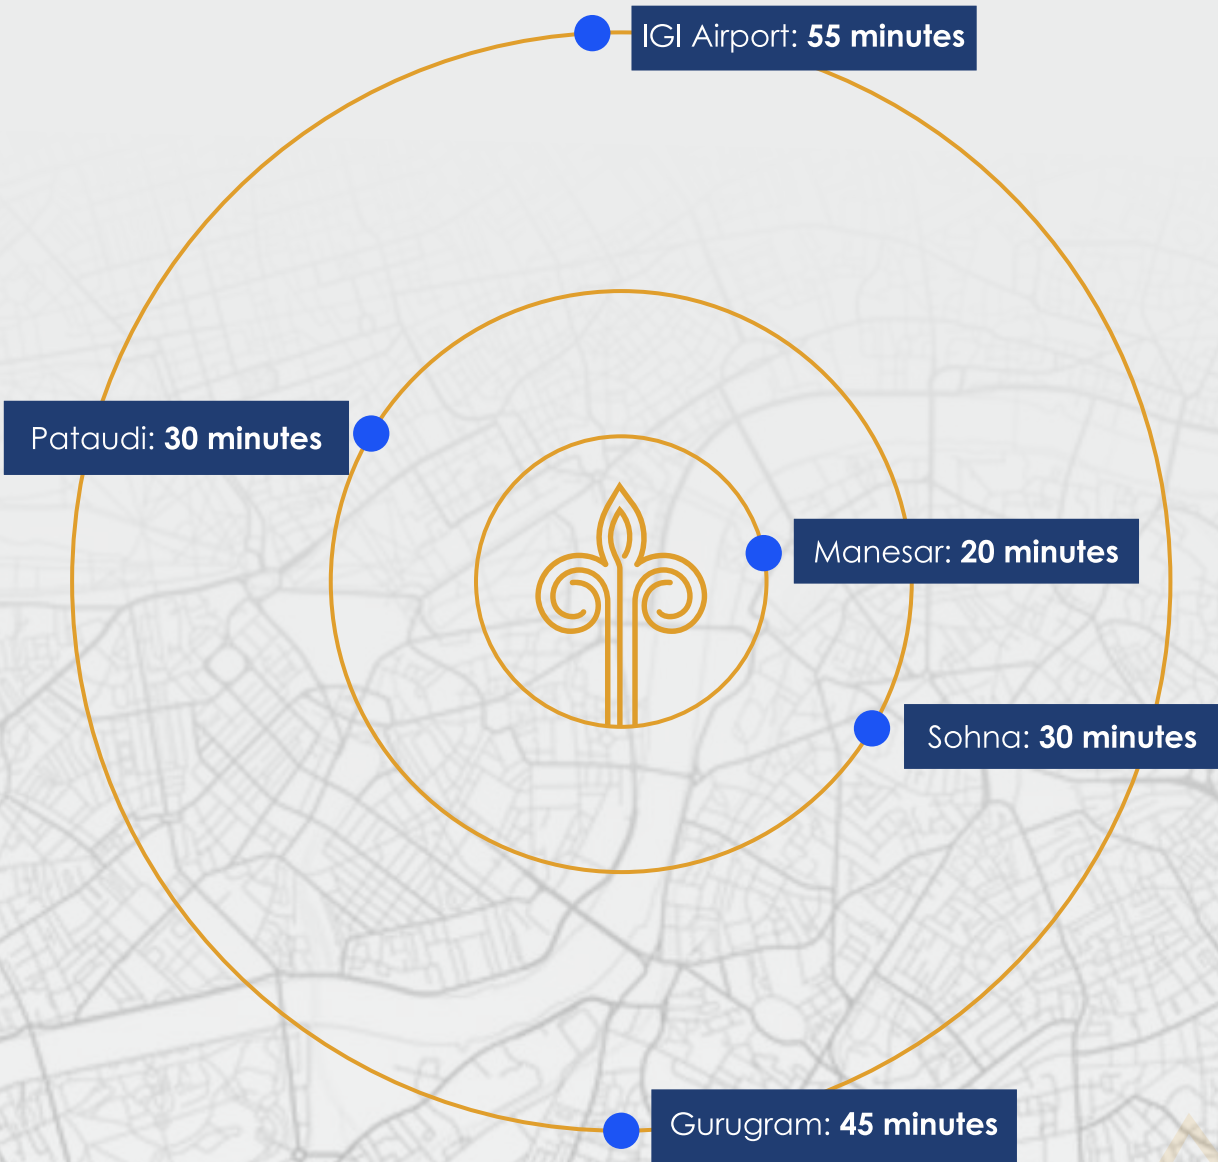 IGI Airport: 55 minutes
Pataudi: 30 minutes
Manesar: 20 minutes
Sohna: 30 minutes
Gurugram: 45 minutes